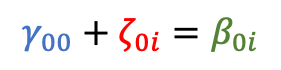 γ₀₀ + ζ₀ᵢ = β₀ᵢ